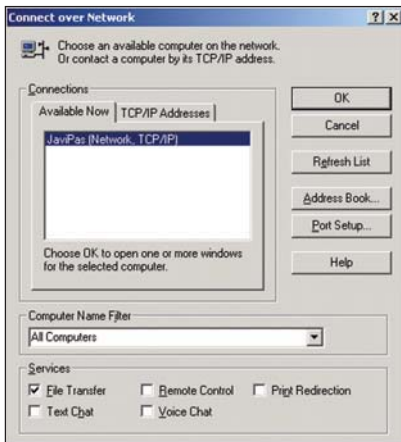 Connect over Network
Choose an available computer on the network.
Or contact a computer by its TCP/IP address.
Connections
Available Now
TCP/IP Addresses
JaviPas (Network, TCP/IP)
Choose OK to open one or more windows
for the selected computer.
OK
Cancel
Refresh List
Address Book...
Port Setup...
Help
Computer Name Filter
All Computers
Services
File Transfer
Remote Control
Print Redirection
Text Chat
Voice Chat